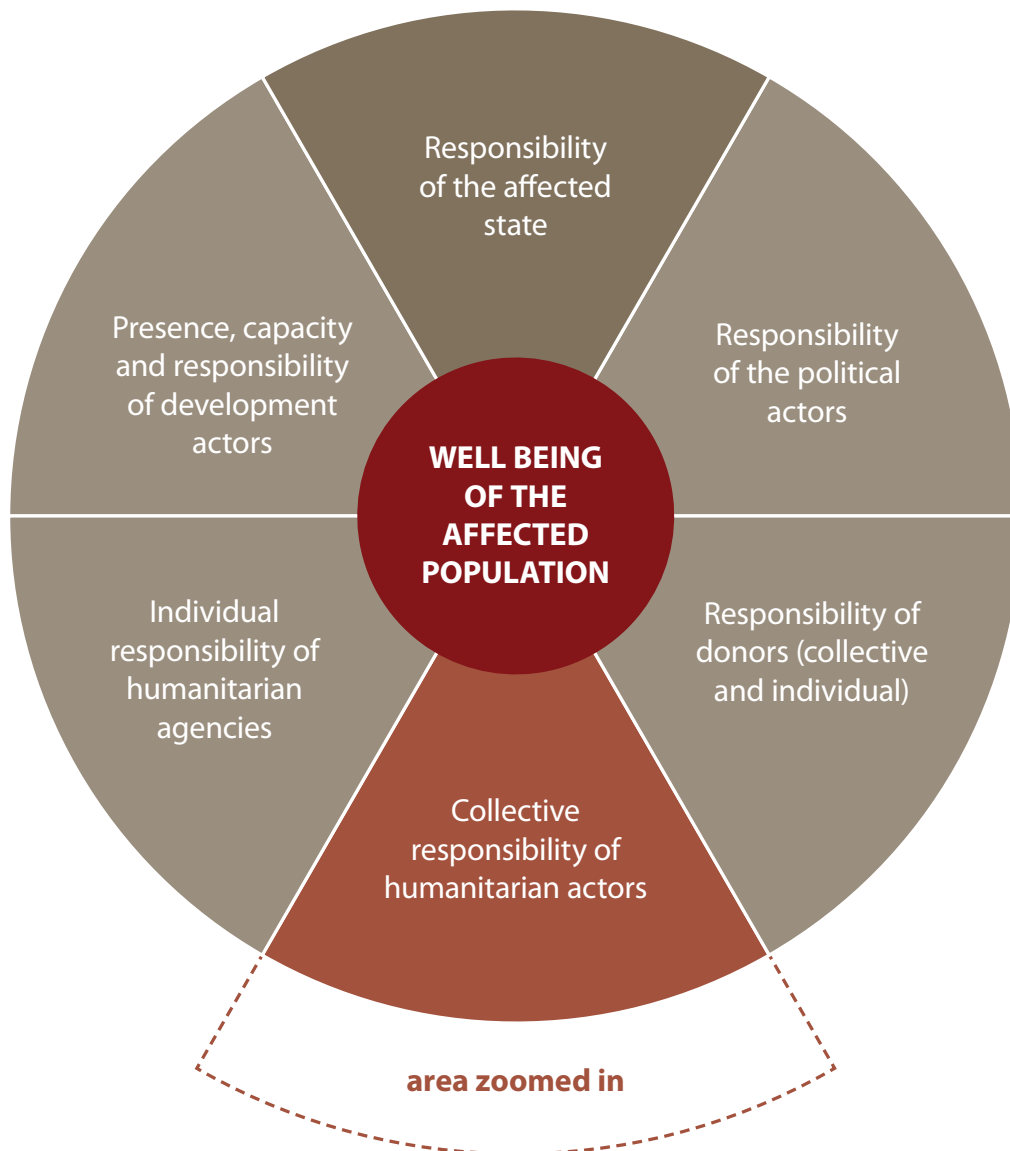 Responsibility
of the affected
state
Presence, capacity
and responsibility
of development
actors
Responsibility
of the political
actors
WELL BEING
OF THE
AFFECTED
POPULATION
Individual
responsibility of
humanitarian
agencies
Responsibility of
donors (collective
and individual)
Collective
responsibility of
humanitarian actors
area zoomed in